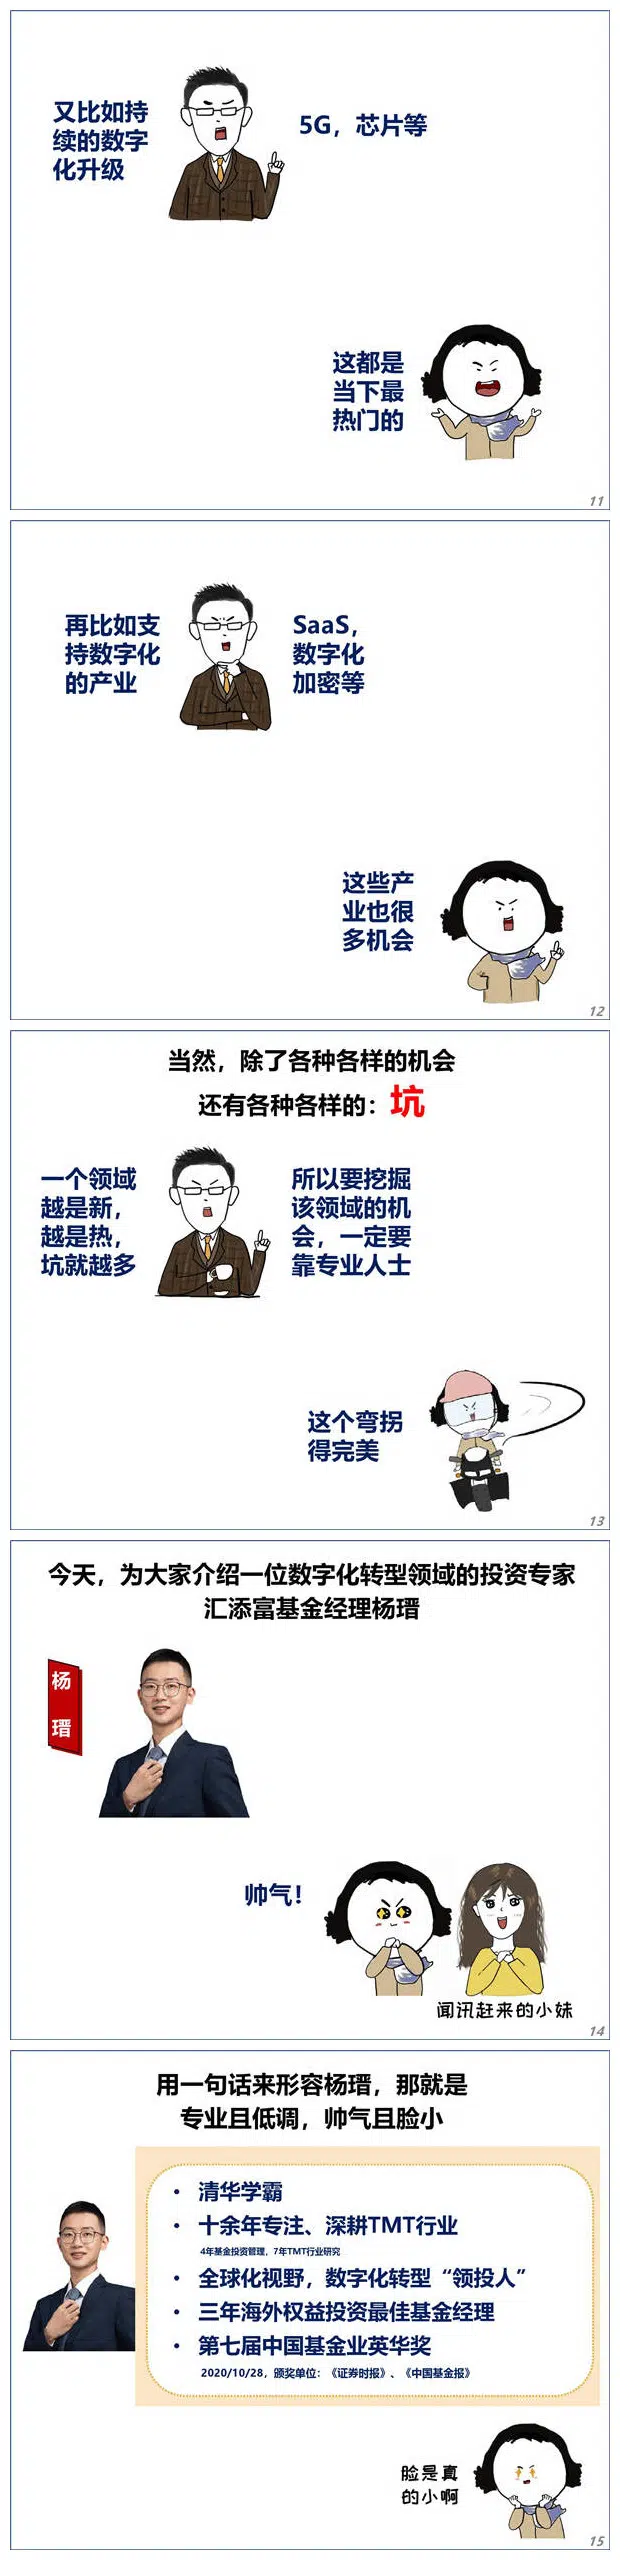 又比如持
续的数字
化升级
5G，芯片等
这都是
当下最
热门的
11
再比如支
持数字化
的产业
SaaS，
数字化
加密等
这些产
业也很
多机会
12
当然，除了各种各样的机会
还有各种各样的：坑
一个领域
越是新，
越是热，
坑就越多
所以要挖掘
该领域的机
会，一定要
靠专业人士
这个弯拐
得完美
13
今天，为大家介绍一位数字化转型领域的投资专家
汇添富基金经理杨瑨
杨
瑨
帅气！
闻讯赶来的小妹
14
用一句话来形容杨瑨，那就是
专业且低调，帅气且脸小
• 清华学霸
• 十余年专注、深耕TMT行业
4年基金投资管理，7年TMT行业研究
• 全球化视野，数字化转型“领投人”
• 三年海外权益投资最佳基金经理
• 第七届中国基金业英华奖
2020/10/28，颁奖单位：《证券时报》、《中国基金报》
脸是真
的小啊
15